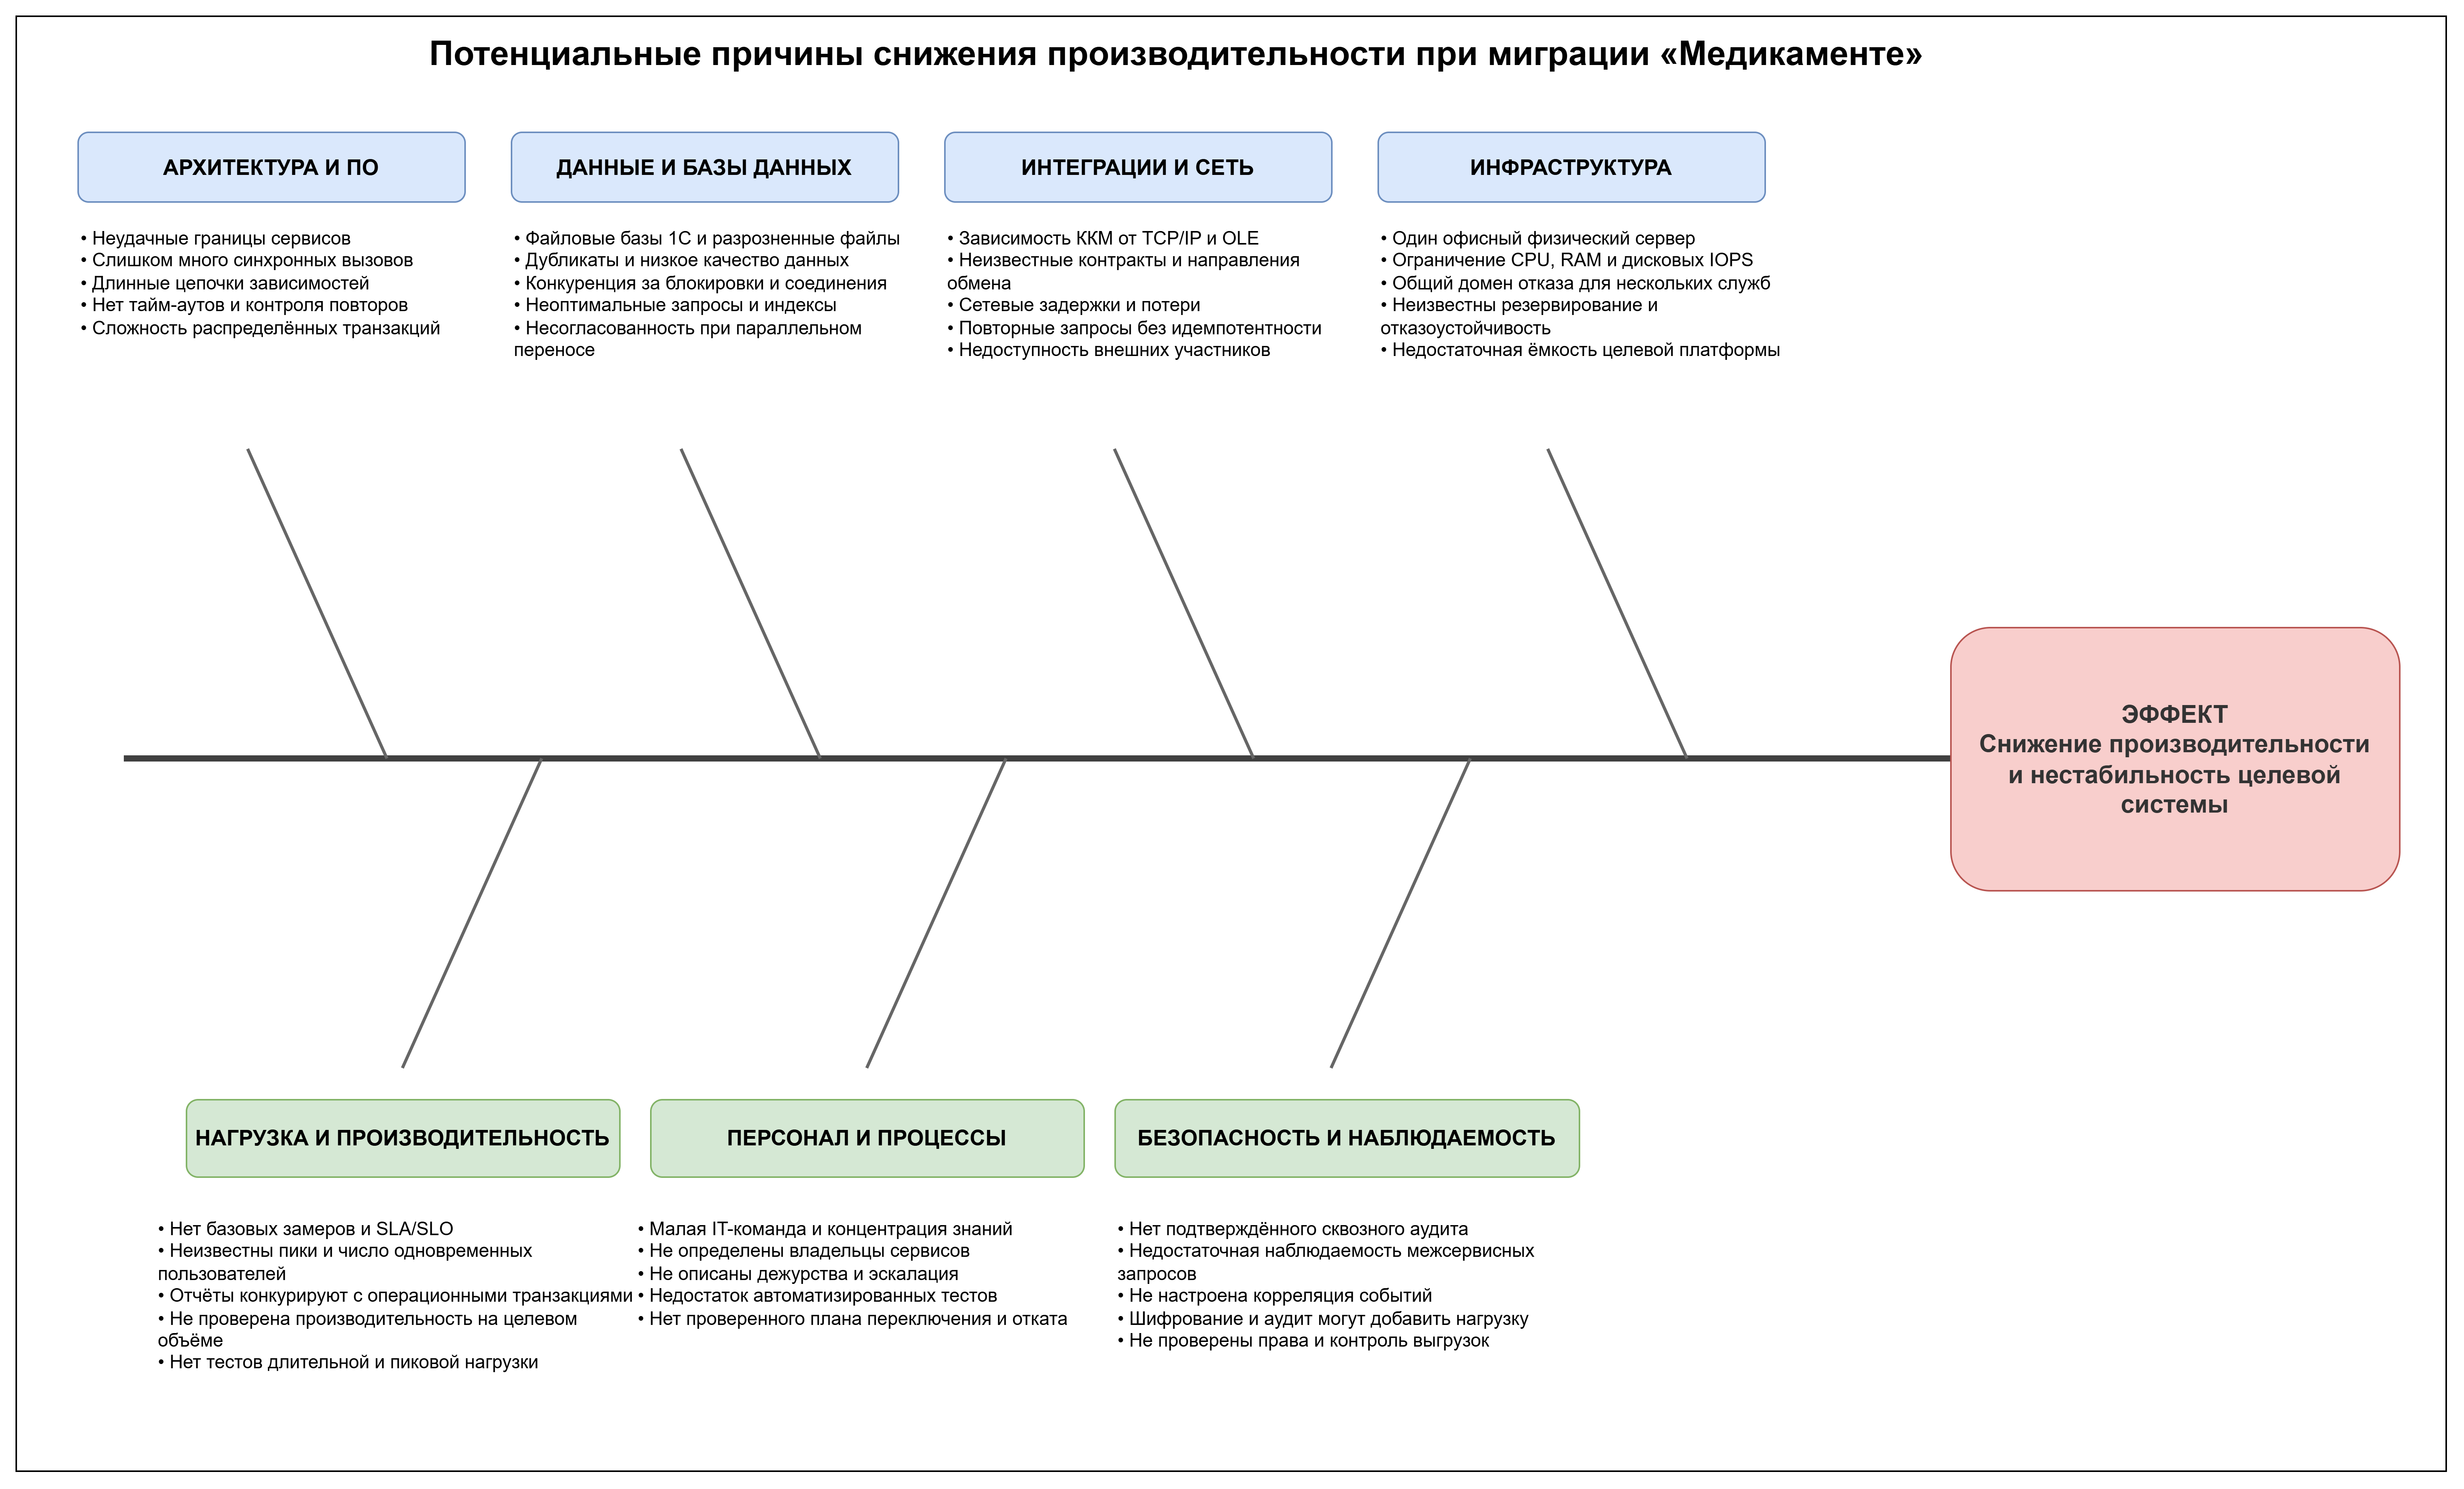 Потенциальные причины снижения производительности при миграции «Медикаменте»
АРХИТЕКТУРА И ПО
• Неудачные границы сервисов
• Слишком много синхронных вызовов
• Длинные цепочки зависимостей
• Нет тайм-аутов и контроля повторов
• Сложность распределённых транзакций
ДАННЫЕ И БАЗЫ ДАННЫХ
• Файловые базы 1С и разрозненные файлы
• Дубликаты и низкое качество данных
• Конкуренция за блокировки и соединения
• Неоптимальные запросы и индексы
• Несогласованность при параллельном
переносе
ИНТЕГРАЦИИ И СЕТЬ
• Зависимость ККМ от TCP/IP и OLE
• Неизвестные контракты и направления
обмена
• Сетевые задержки и потери
• Повторные запросы без идемпотентности
• Недоступность внешних участников
ИНФРАСТРУКТУРА
• Один офисный физический сервер
• Ограничение CPU, RAM и дисковых IOPS
• Общий домен отказа для нескольких служб
• Неизвестны резервирование и
отказоустойчивость
• Недостаточная ёмкость целевой платформы
ЭФФЕКТ
Снижение производительности
и нестабильность целевой
системы
НАГРУЗКА И ПРОИЗВОДИТЕЛЬНОСТЬ
• Нет базовых замеров и SLA/SLO
• Неизвестны пики и число одновременных
пользователей
• Отчёты конкурируют с операционными транзакциями
• Не проверена производительность на целевом
объёме
• Нет тестов длительной и пиковой нагрузки
ПЕРСОНАЛ И ПРОЦЕССЫ
• Малая IT-команда и концентрация знаний
• Не определены владельцы сервисов
• Не описаны дежурства и эскалация
• Недостаток автоматизированных тестов
• Нет проверенного плана переключения и отката
БЕЗОПАСНОСТЬ И НАБЛЮДАЕМОСТЬ
• Нет подтверждённого сквозного аудита
• Недостаточная наблюдаемость межсервисных
запросов
• Не настроена корреляция событий
• Шифрование и аудит могут добавить нагрузку
• Не проверены права и контроль выгрузок